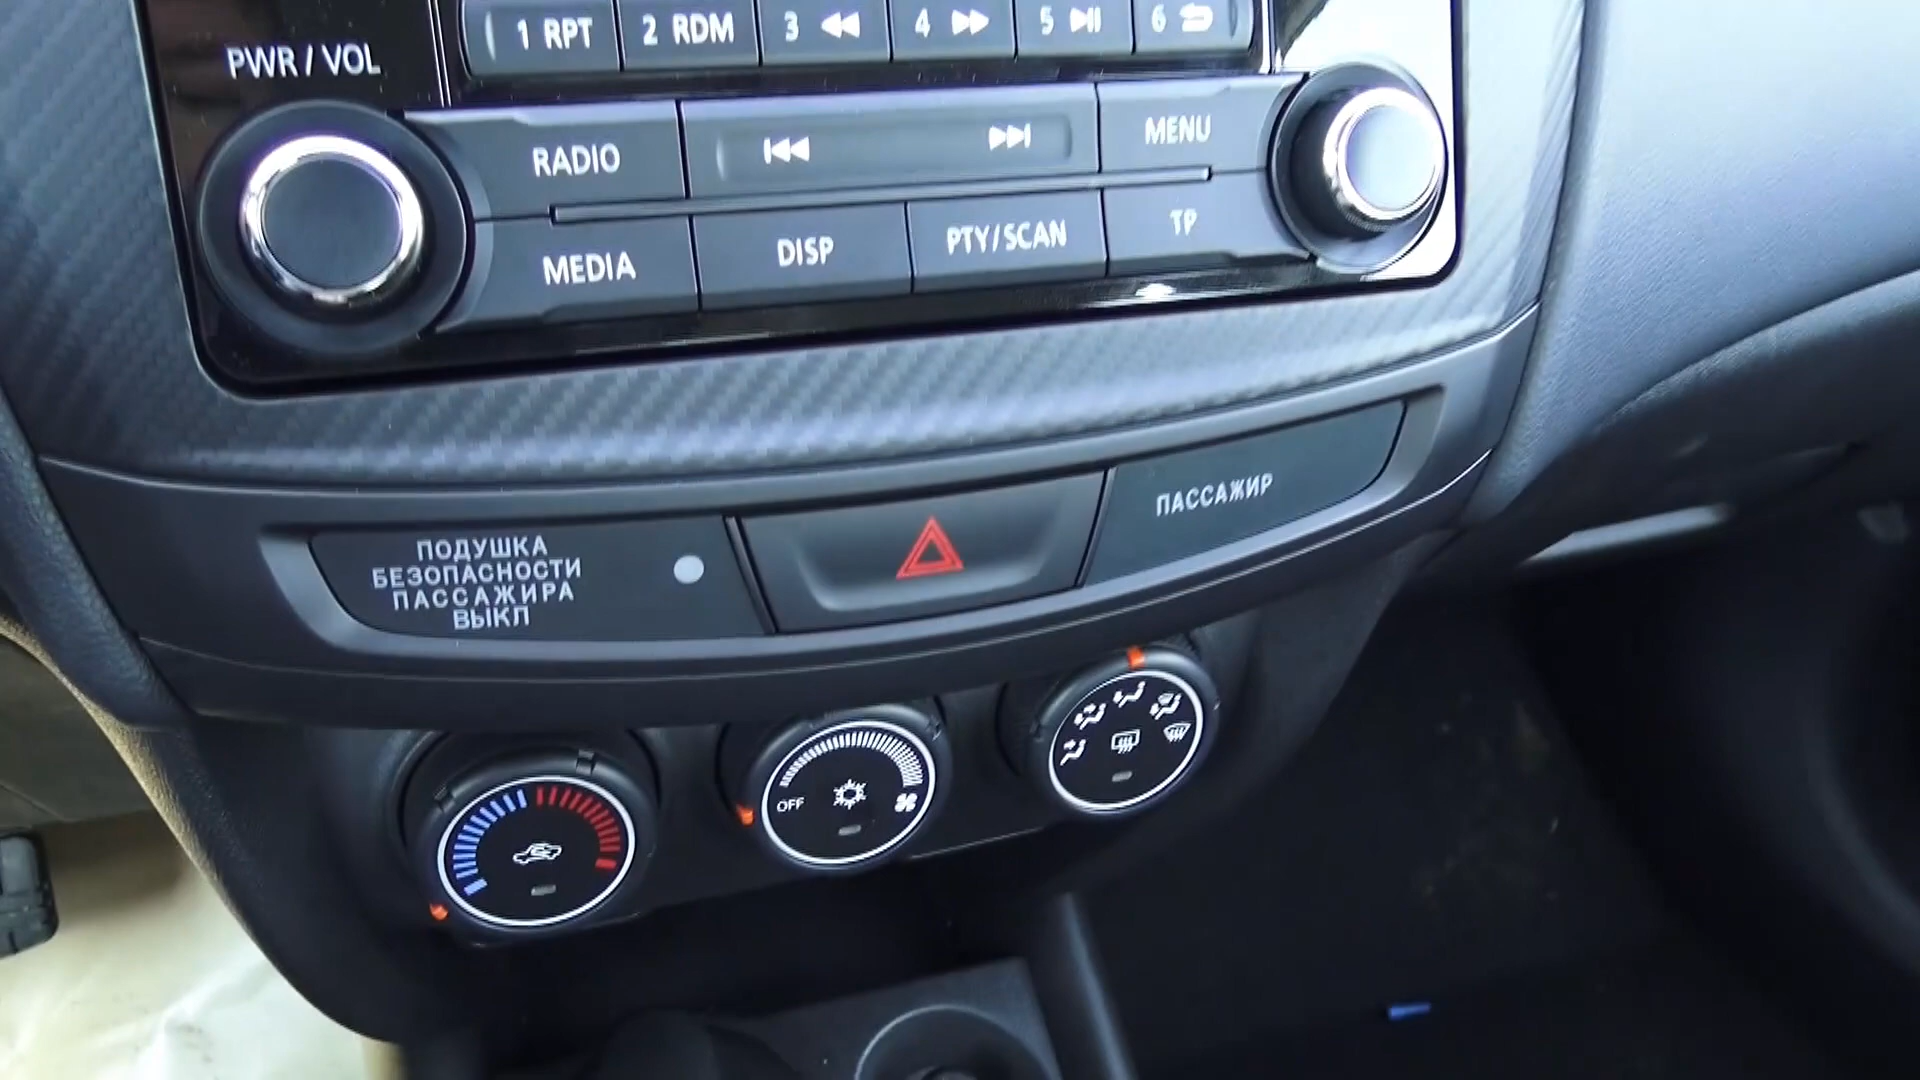 1 RPT 2 RDM 3 4 5 6
PWR / VOL
RADIO MENU
MEDIA DISP PTY/SCAN TP
ПОДУШКА
БЕЗОПАСНОСТИ
ПАССАЖИРА
ВЫКЛ
ПАССАЖИР
OFF